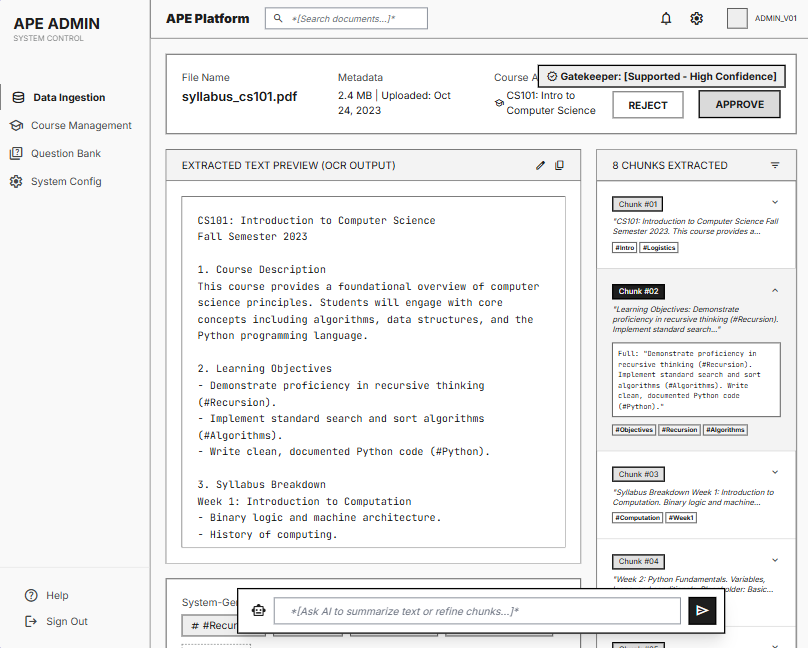 APE ADMIN
SYSTEM CONTROL
Data Ingestion
Course Management
Question Bank
System Config
Help
Sign Out
APE Platform
*[Search documents...]*
ADMIN_V01
File Name
syllabus_cs101.pdf
Metadata
2.4 MB | Uploaded: Oct
24, 2023
Course A
CS101: Intro to
Computer Science
Gatekeeper: [Supported - High Confidence]
REJECT
APPROVE
EXTRACTED TEXT PREVIEW (OCR OUTPUT)
CS101: Introduction to Computer Science
Fall Semester 2023
1. Course Description
This course provides a foundational overview of computer
science principles. Students will engage with core
concepts including algorithms, data structures, and the
Python programming language.
2. Learning Objectives
- Demonstrate proficiency in recursive thinking
(#Recursion).
- Implement standard search and sort algorithms
(#Algorithms).
- Write clean, documented Python code (#Python).
3. Syllabus Breakdown
Week 1: Introduction to Computation
- Binary logic and machine architecture.
- History of computing.
System-Ge
# #Recur
*[Ask AI to summarize text or refine chunks...]*
8 CHUNKS EXTRACTED
Chunk #01
"CS101: Introduction to Computer Science Fall
Semester 2023. This course provides a...
#Intro #Logistics
Chunk #02
"Learning Objectives: Demonstrate
proficiency in recursive thinking (#Recursion).
Implement standard search..."
Full: "Demonstrate proficiency in
recursive thinking (#Recursion).
Implement standard search and sort
algorithms (#Algorithms). Write
clean, documented Python code
(#Python)."
#Objectives #Recursion #Algorithms
Chunk #03
"Syllabus Breakdown Week 1: Introduction to
Computation. Binary logic and machine...
#Computation #Week1
Chunk #04
"Week 2: Python Fundamentals. Variables,
holder: Basic...